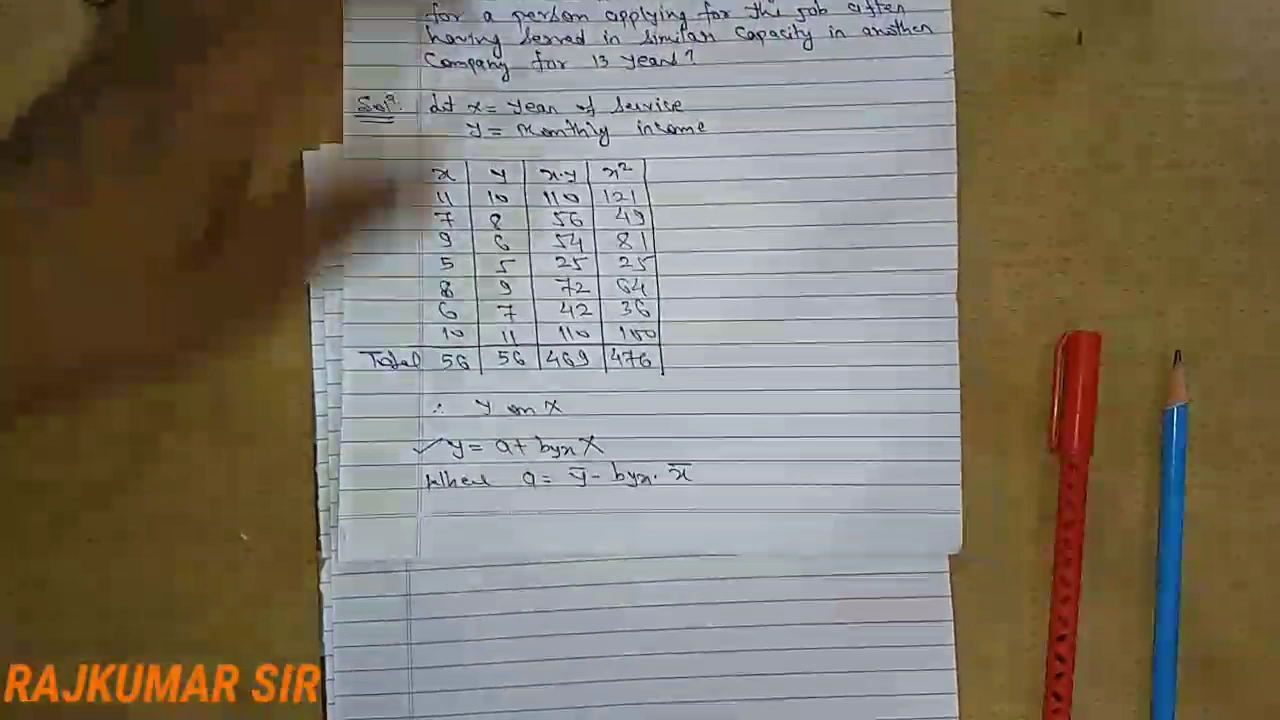 for a person applying for the job after
having served in similar capacity in another
Company for 13 years?
Solⁿ. Let x = year of service
y = Monthly income
x y x.y x²
11 10 110 121
7 8 56 49
9 6 54 81
5 5 25 25
8 9 72 64
6 7 42 36
10 11 110 100
Total 56 56 469 476
∴ y on x
✓ y = a + byx X
Where a = ȳ - byx. x̄
RAJKUMAR SIR